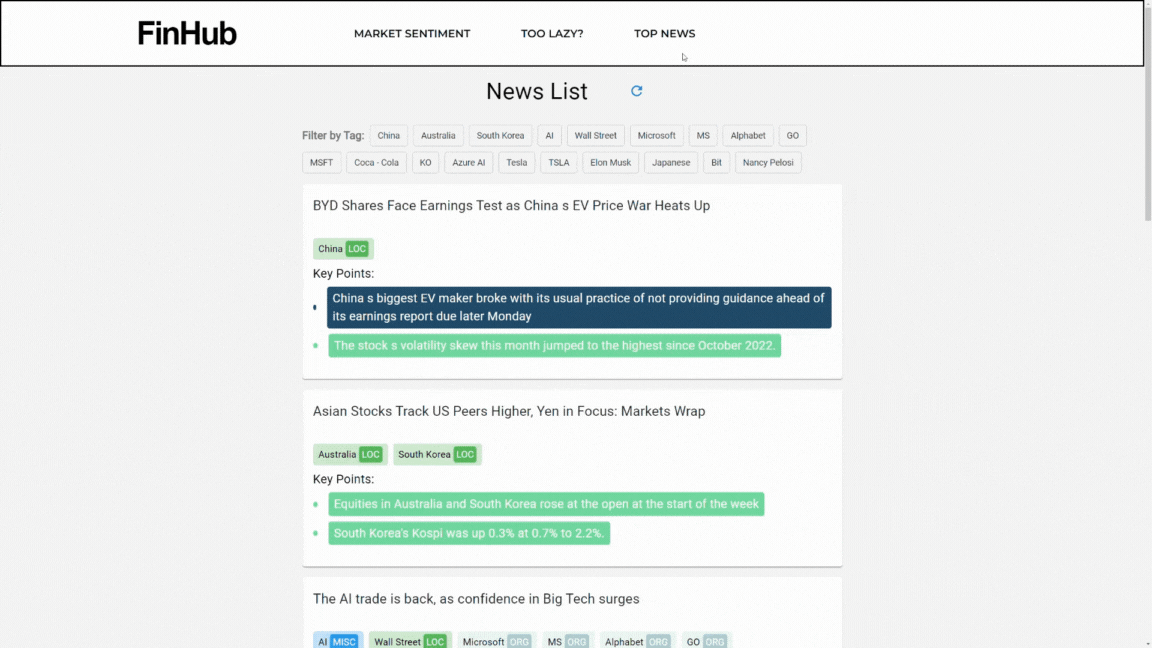 FinHub
MARKET SENTIMENT TOO LAZY? TOP NEWS
News List
Filter by Tag: China Australia South Korea AI Wall Street Microsoft MS Alphabet GO
MSFT Coca - Cola KO Azure AI Tesla TSLA Elon Musk Japanese Bit Nancy Pelosi
BYD Shares Face Earnings Test as China s EV Price War Heats Up
China LOC
Key Points:
China s biggest EV maker broke with its usual practice of not providing guidance ahead of
its earnings report due later Monday
The stock s volatility skew this month jumped to the highest since October 2022.
Asian Stocks Track US Peers Higher, Yen in Focus: Markets Wrap
Australia LOC South Korea LOC
Key Points:
Equities in Australia and South Korea rose at the open at the start of the week
South Korea's Kospi was up 0.3% at 0.7% to 2.2%.
The AI trade is back, as confidence in Big Tech surges
AI MISC Wall Street LOC Microsoft ORG MS ORG Alphabet ORG GO ORG